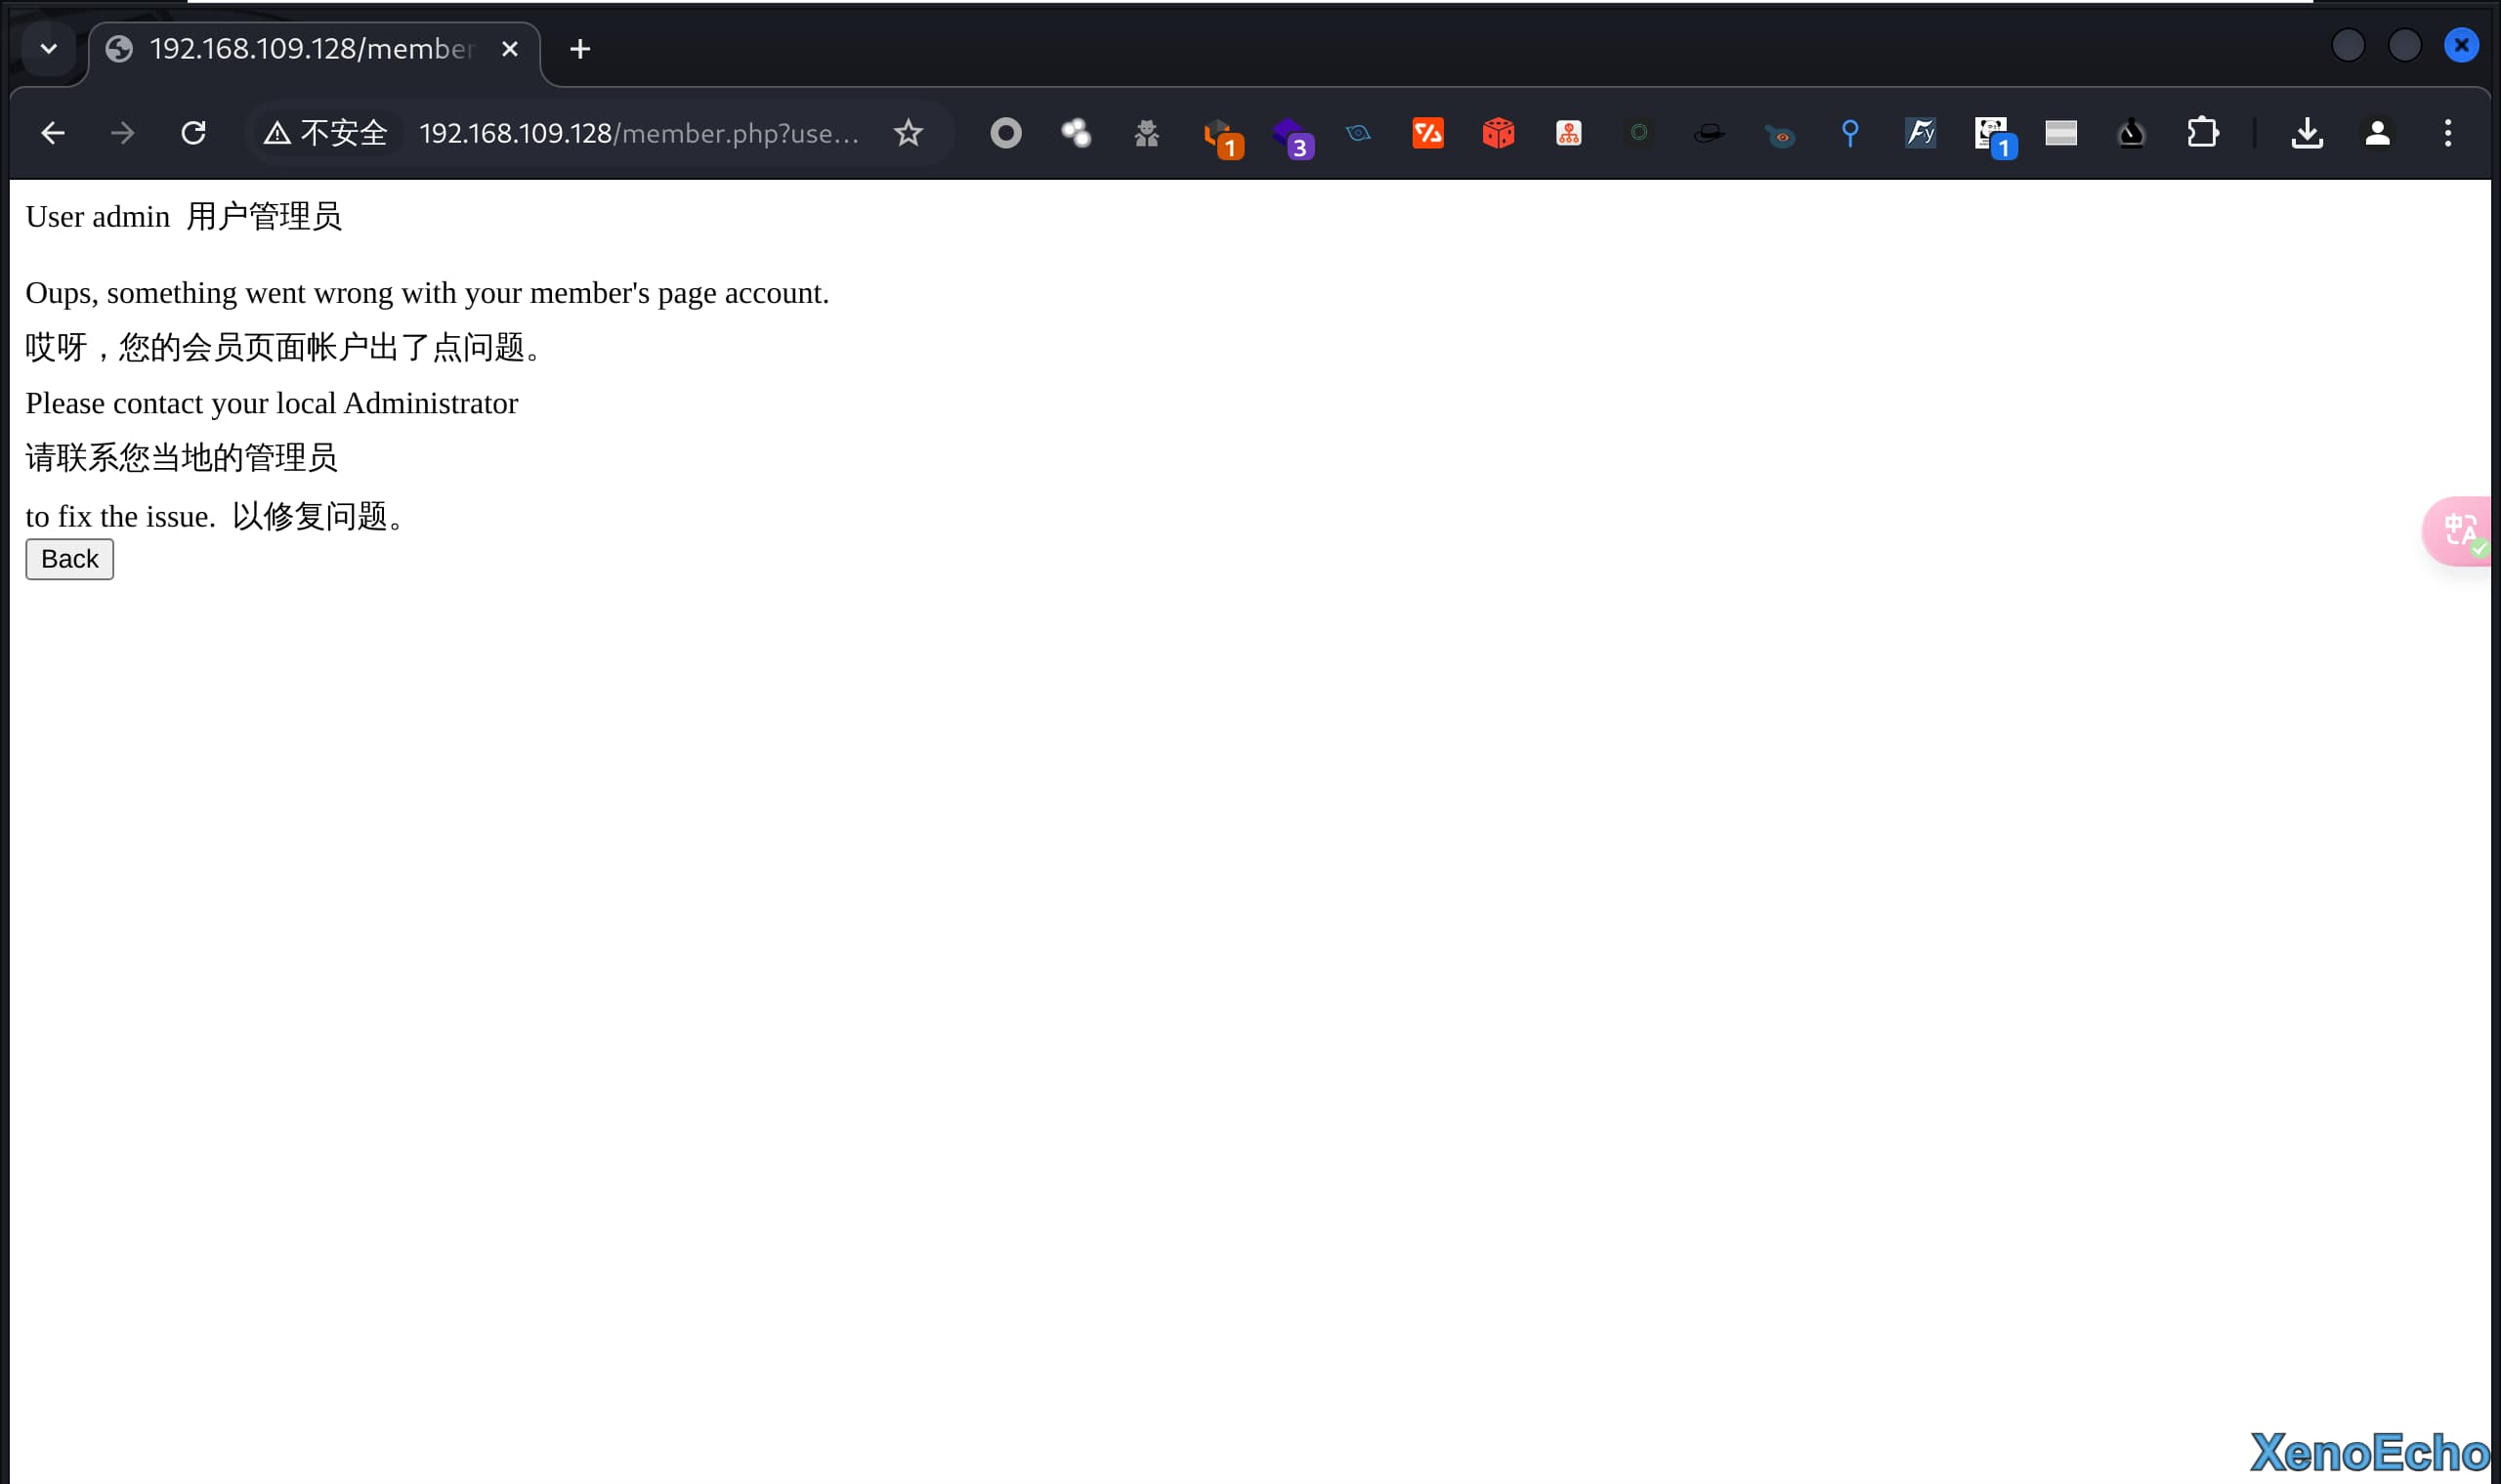 192.168.109.128/member
不安全 192.168.109.128/member.php?use...
1
3
Fy
1
User admin 用户管理员
Oups, something went wrong with your member's page account.
哎呀，您的会员页面帐户出了点问题。
Please contact your local Administrator
请联系您当地的管理员
to fix the issue. 以修复问题。
Back
XenoEcho